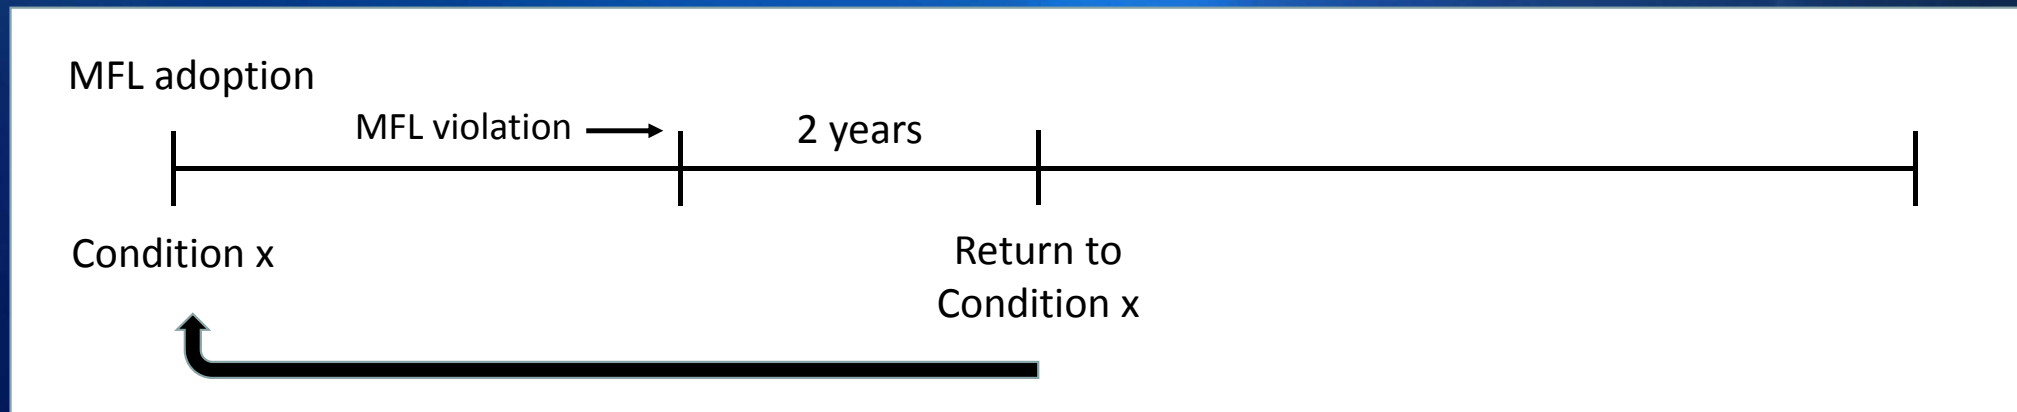 MFL adoption
MFL violation
2 years
Condition x
Return to
Condition x